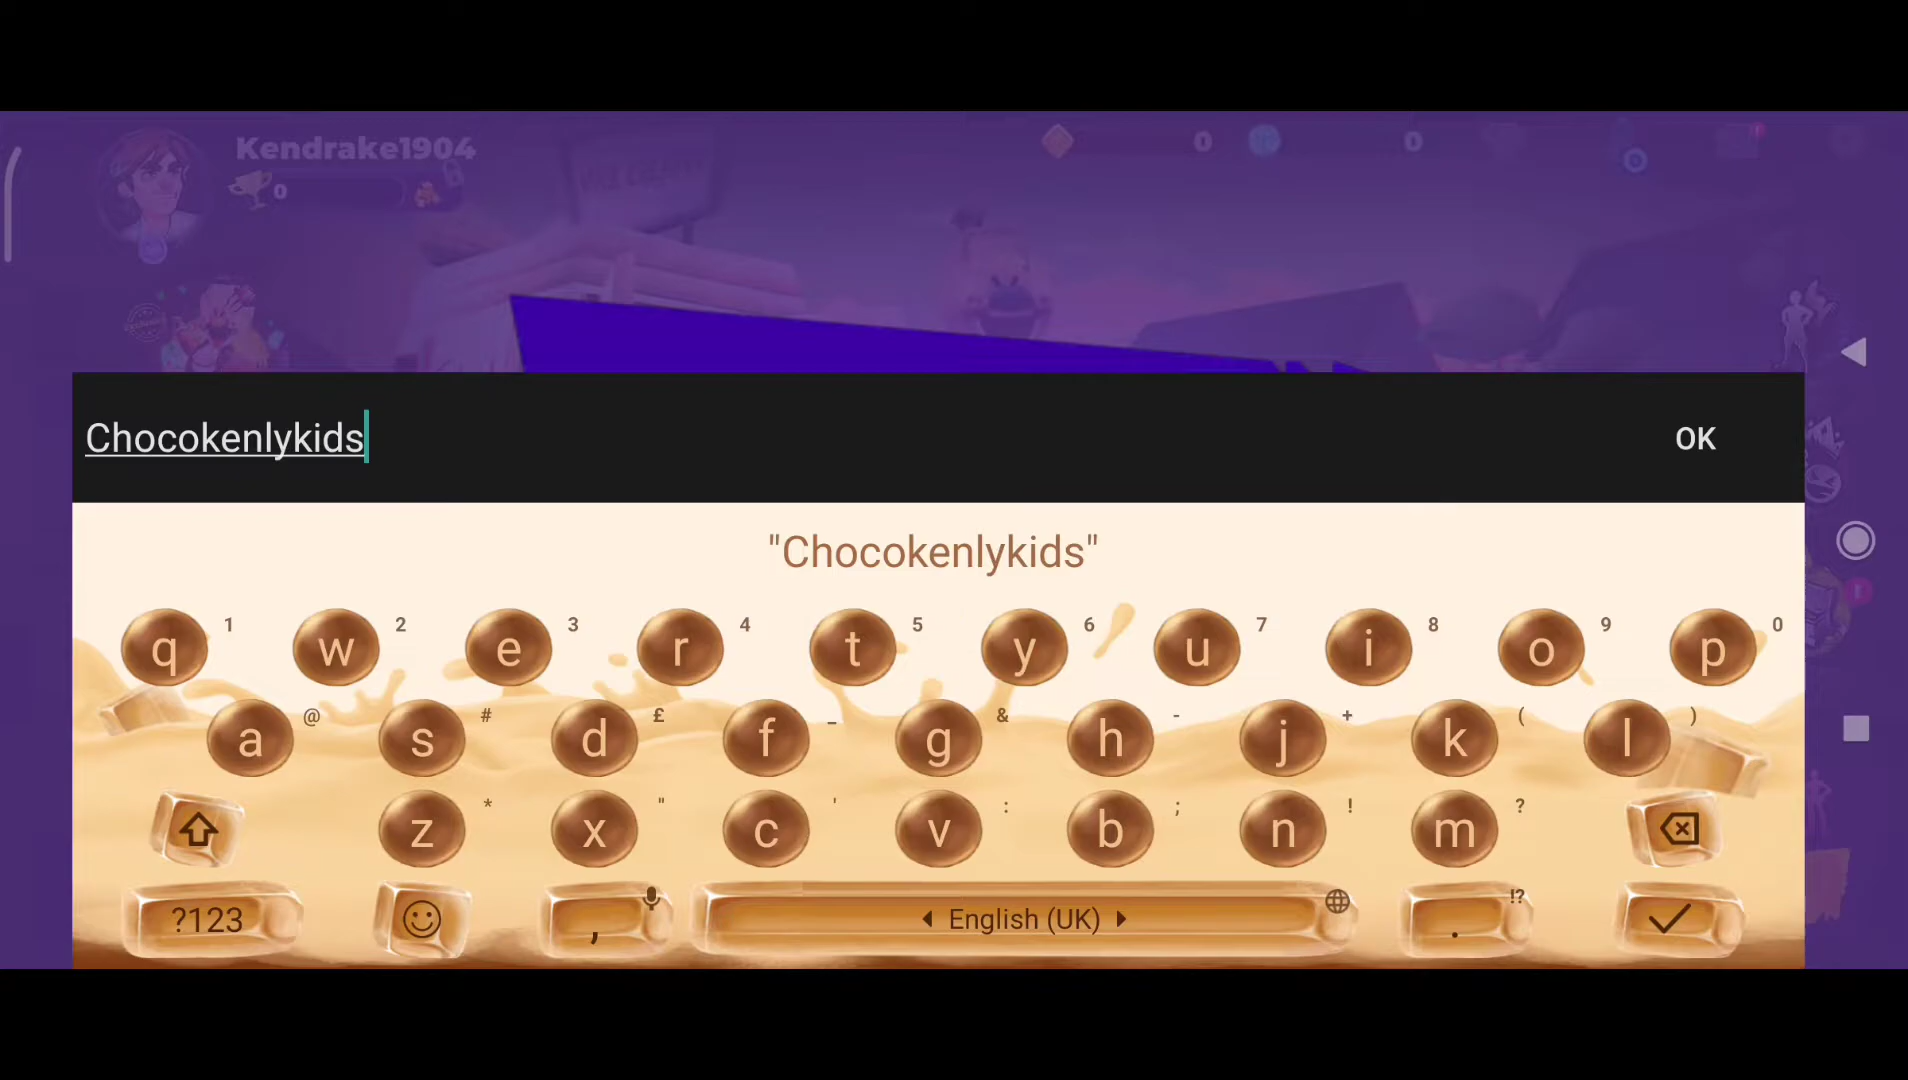 Kendrake1904
0
0
0
Chocokenlykids
OK
"Chocokenlykids"
q 1 w 2 e 3 r 4 t 5 y 6 u 7 i 8 o 9 p 0
a @ s # d £ f _ g & h - j + k ( l )
z * x " c ' v : b ; n ! m ?
?123 , English (UK) . !?